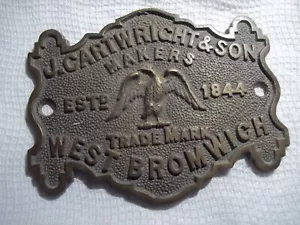 J. CARTWRIGHT & SON
MAKERS
ESTD 1844
TRADE MARK
WEST BROMWICH